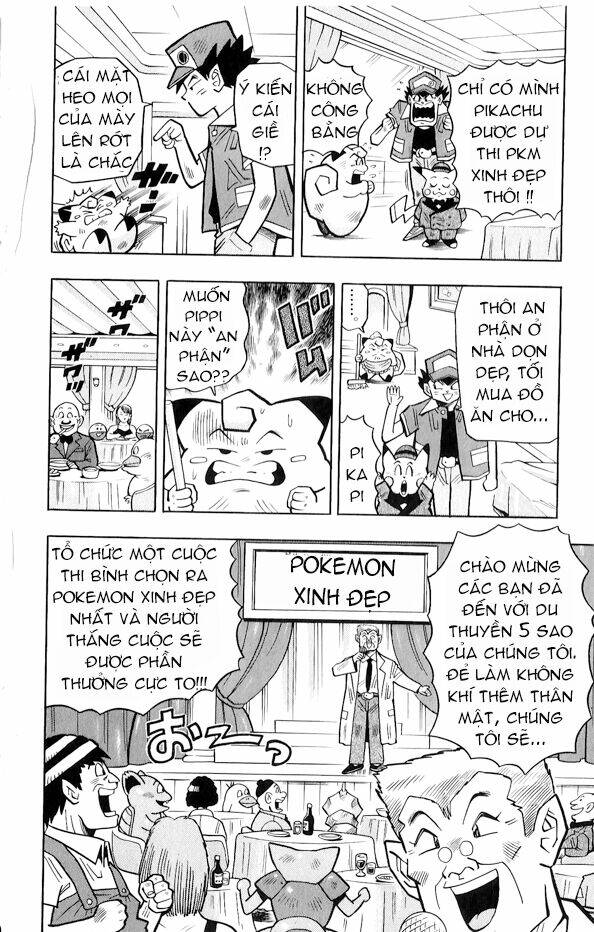 CHỈ CÓ MÌNH
PIKACHU
ĐƯỢC DỰ
THI PKM
XINH ĐẸP
THÔI !!
KHÔNG
CÔNG
BẰNG
Ý KIẾN
CÁI
GIỀ
!?
CÁI MẶT
HEO MỌI
CỦA MÀY
LÊN RỚT
LÀ CHẮC
THÔI AN
PHẬN Ở
NHÀ DỌN
DẸP, TỐI
MUA ĐỒ
ĂN CHO...
......
PI
KA
PI
MUỐN
PIPPI
NÀY "AN
PHẬN"
SAO??
CHÀO MỪNG
CÁC BẠN ĐÃ
ĐẾN VỚI DU
THUYỀN 5 SAO
CỦA CHÚNG TÔI.
ĐỂ LÀM KHÔNG
KHÍ THÊM THÂN
MẬT, CHÚNG
TÔI SẼ...
POKEMON
XINH ĐẸP
TỔ CHỨC MỘT CUỘC
THI BÌNH CHỌN RA
POKEMON XINH ĐẸP
NHẤT VÀ NGƯỜI
THẮNG CUỘC SẼ
ĐƯỢC PHẦN
THƯỞNG CỰC TO!!!
お〜っ